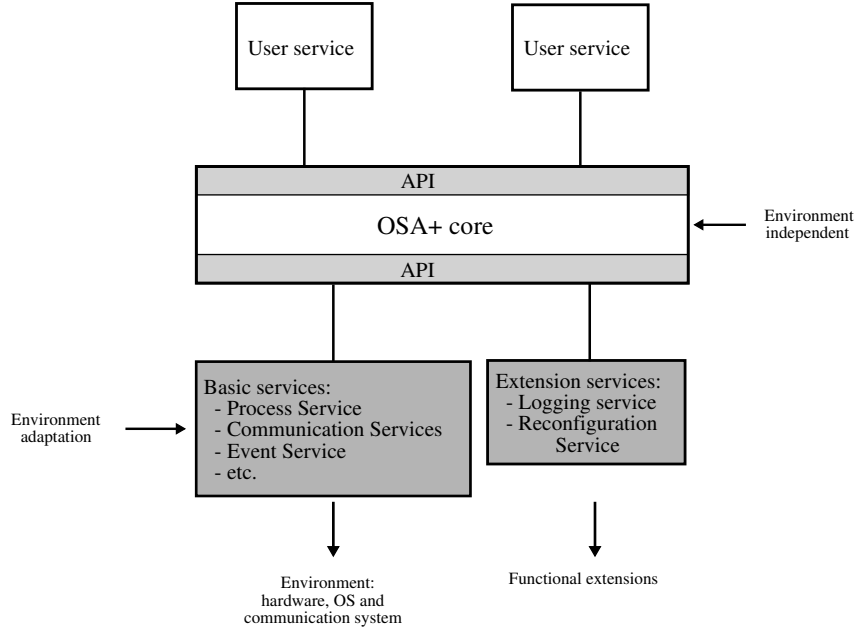 User service
User service
API
OSA+ core
API
Environment
independent
Basic services:
- Process Service
- Communication Services
- Event Service
- etc.
Extension services:
- Logging service
- Reconfiguration
Service
Environment
adaptation
Environment:
hardware, OS and
communication system
Functional extensions